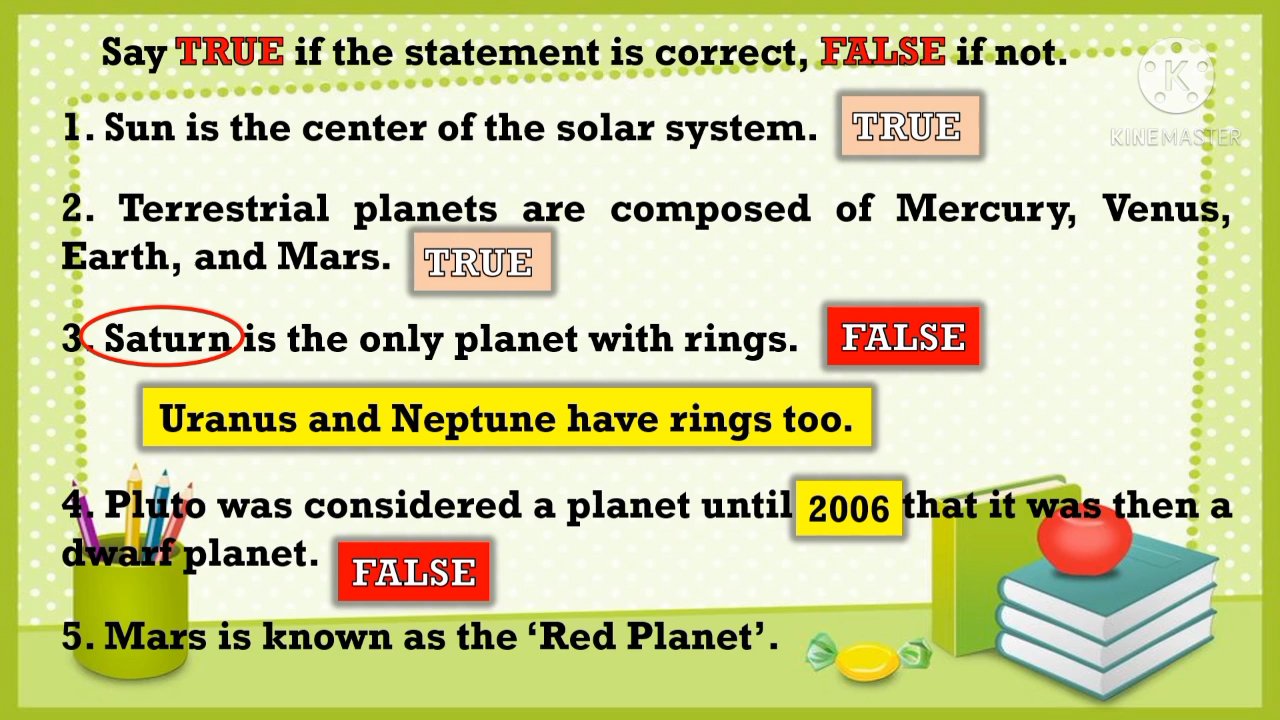 Say TRUE if the statement is correct, FALSE if not.
KINEMASTER
1. Sun is the center of the solar system. TRUE
2. Terrestrial planets are composed of Mercury, Venus,
Earth, and Mars. TRUE
3. Saturn is the only planet with rings. FALSE
Uranus and Neptune have rings too.
4. Pluto was considered a planet until 2006 that it was then a
dwarf planet. FALSE
5. Mars is known as the ‘Red Planet’.